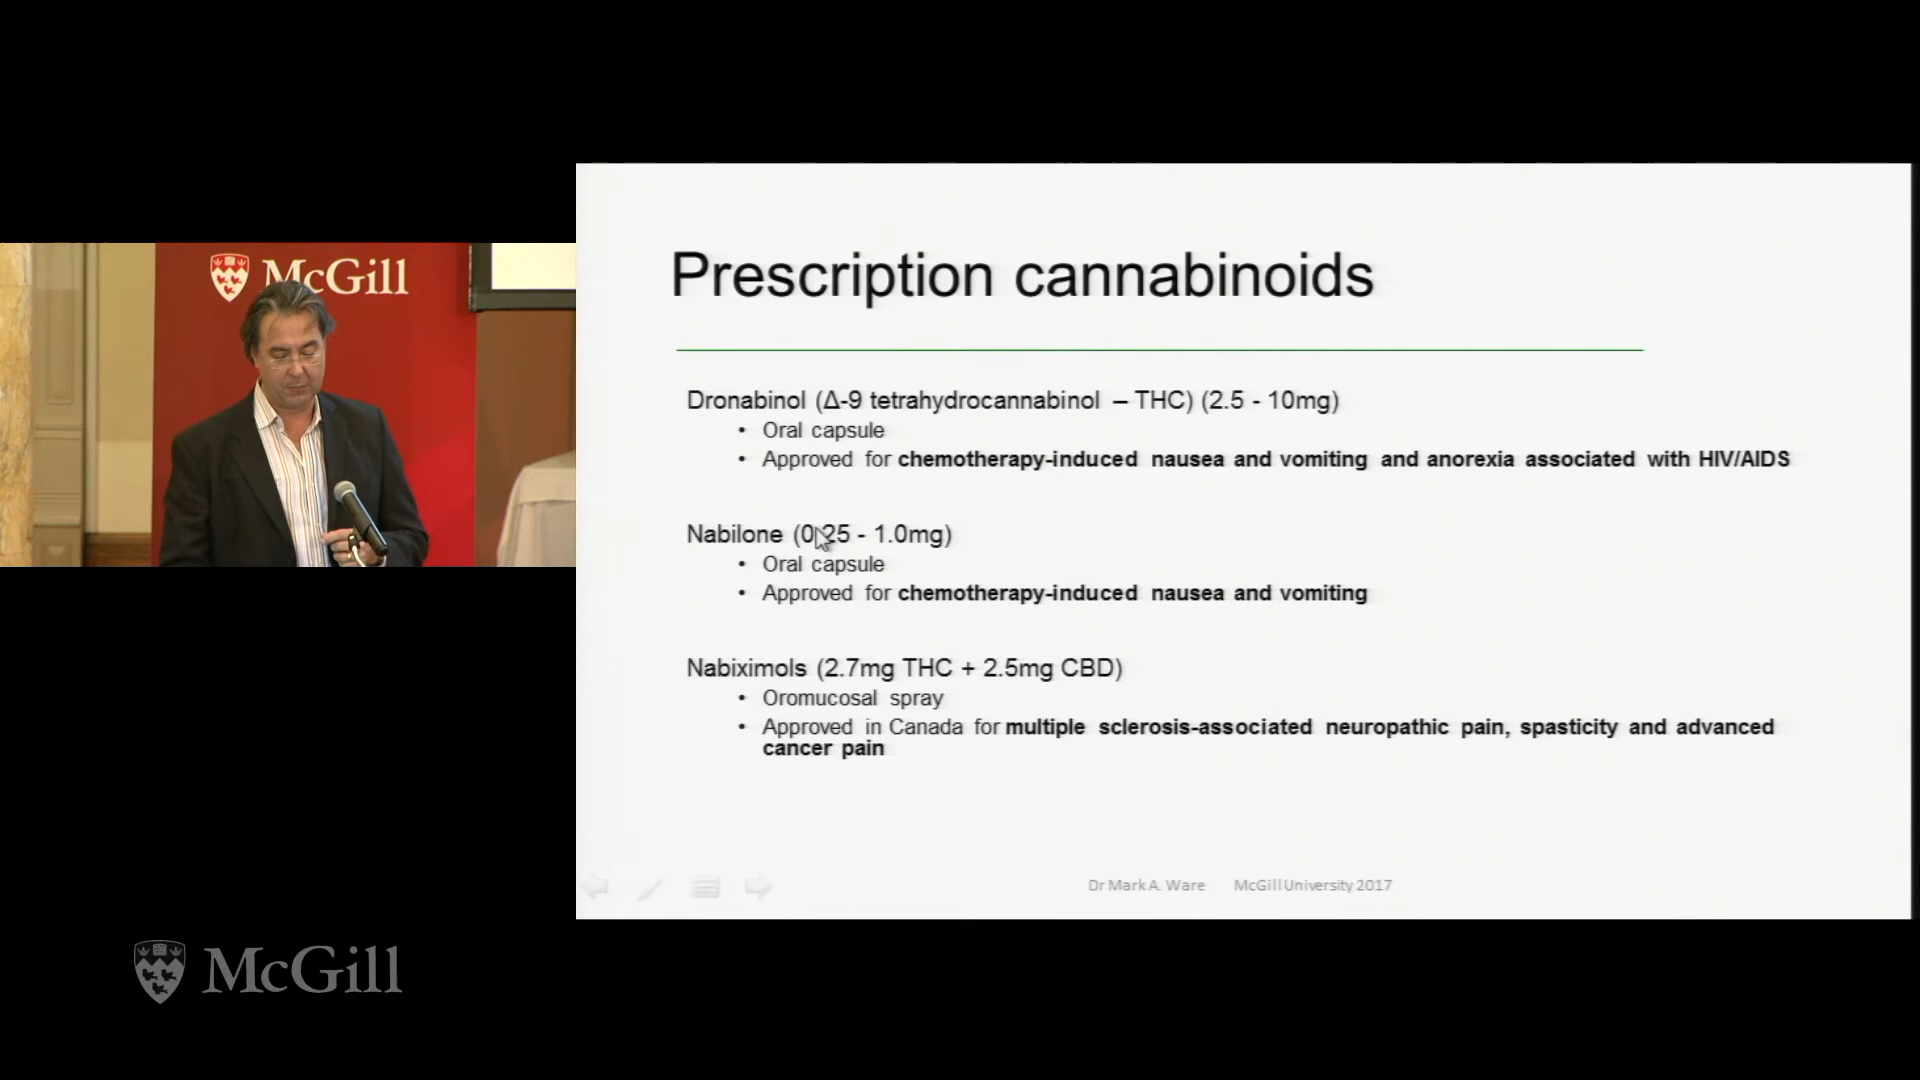 McGill
Prescription cannabinoids
Dronabinol (Δ-9 tetrahydrocannabinol – THC) (2.5 - 10mg)
• Oral capsule
• Approved for chemotherapy-induced nausea and vomiting and anorexia associated with HIV/AIDS
Nabilone (0.25 - 1.0mg)
• Oral capsule
• Approved for chemotherapy-induced nausea and vomiting
Nabiximols (2.7mg THC + 2.5mg CBD)
• Oromucosal spray
• Approved in Canada for multiple sclerosis-associated neuropathic pain, spasticity and advanced
cancer pain
Dr Mark A. Ware McGill University 2017
McGill